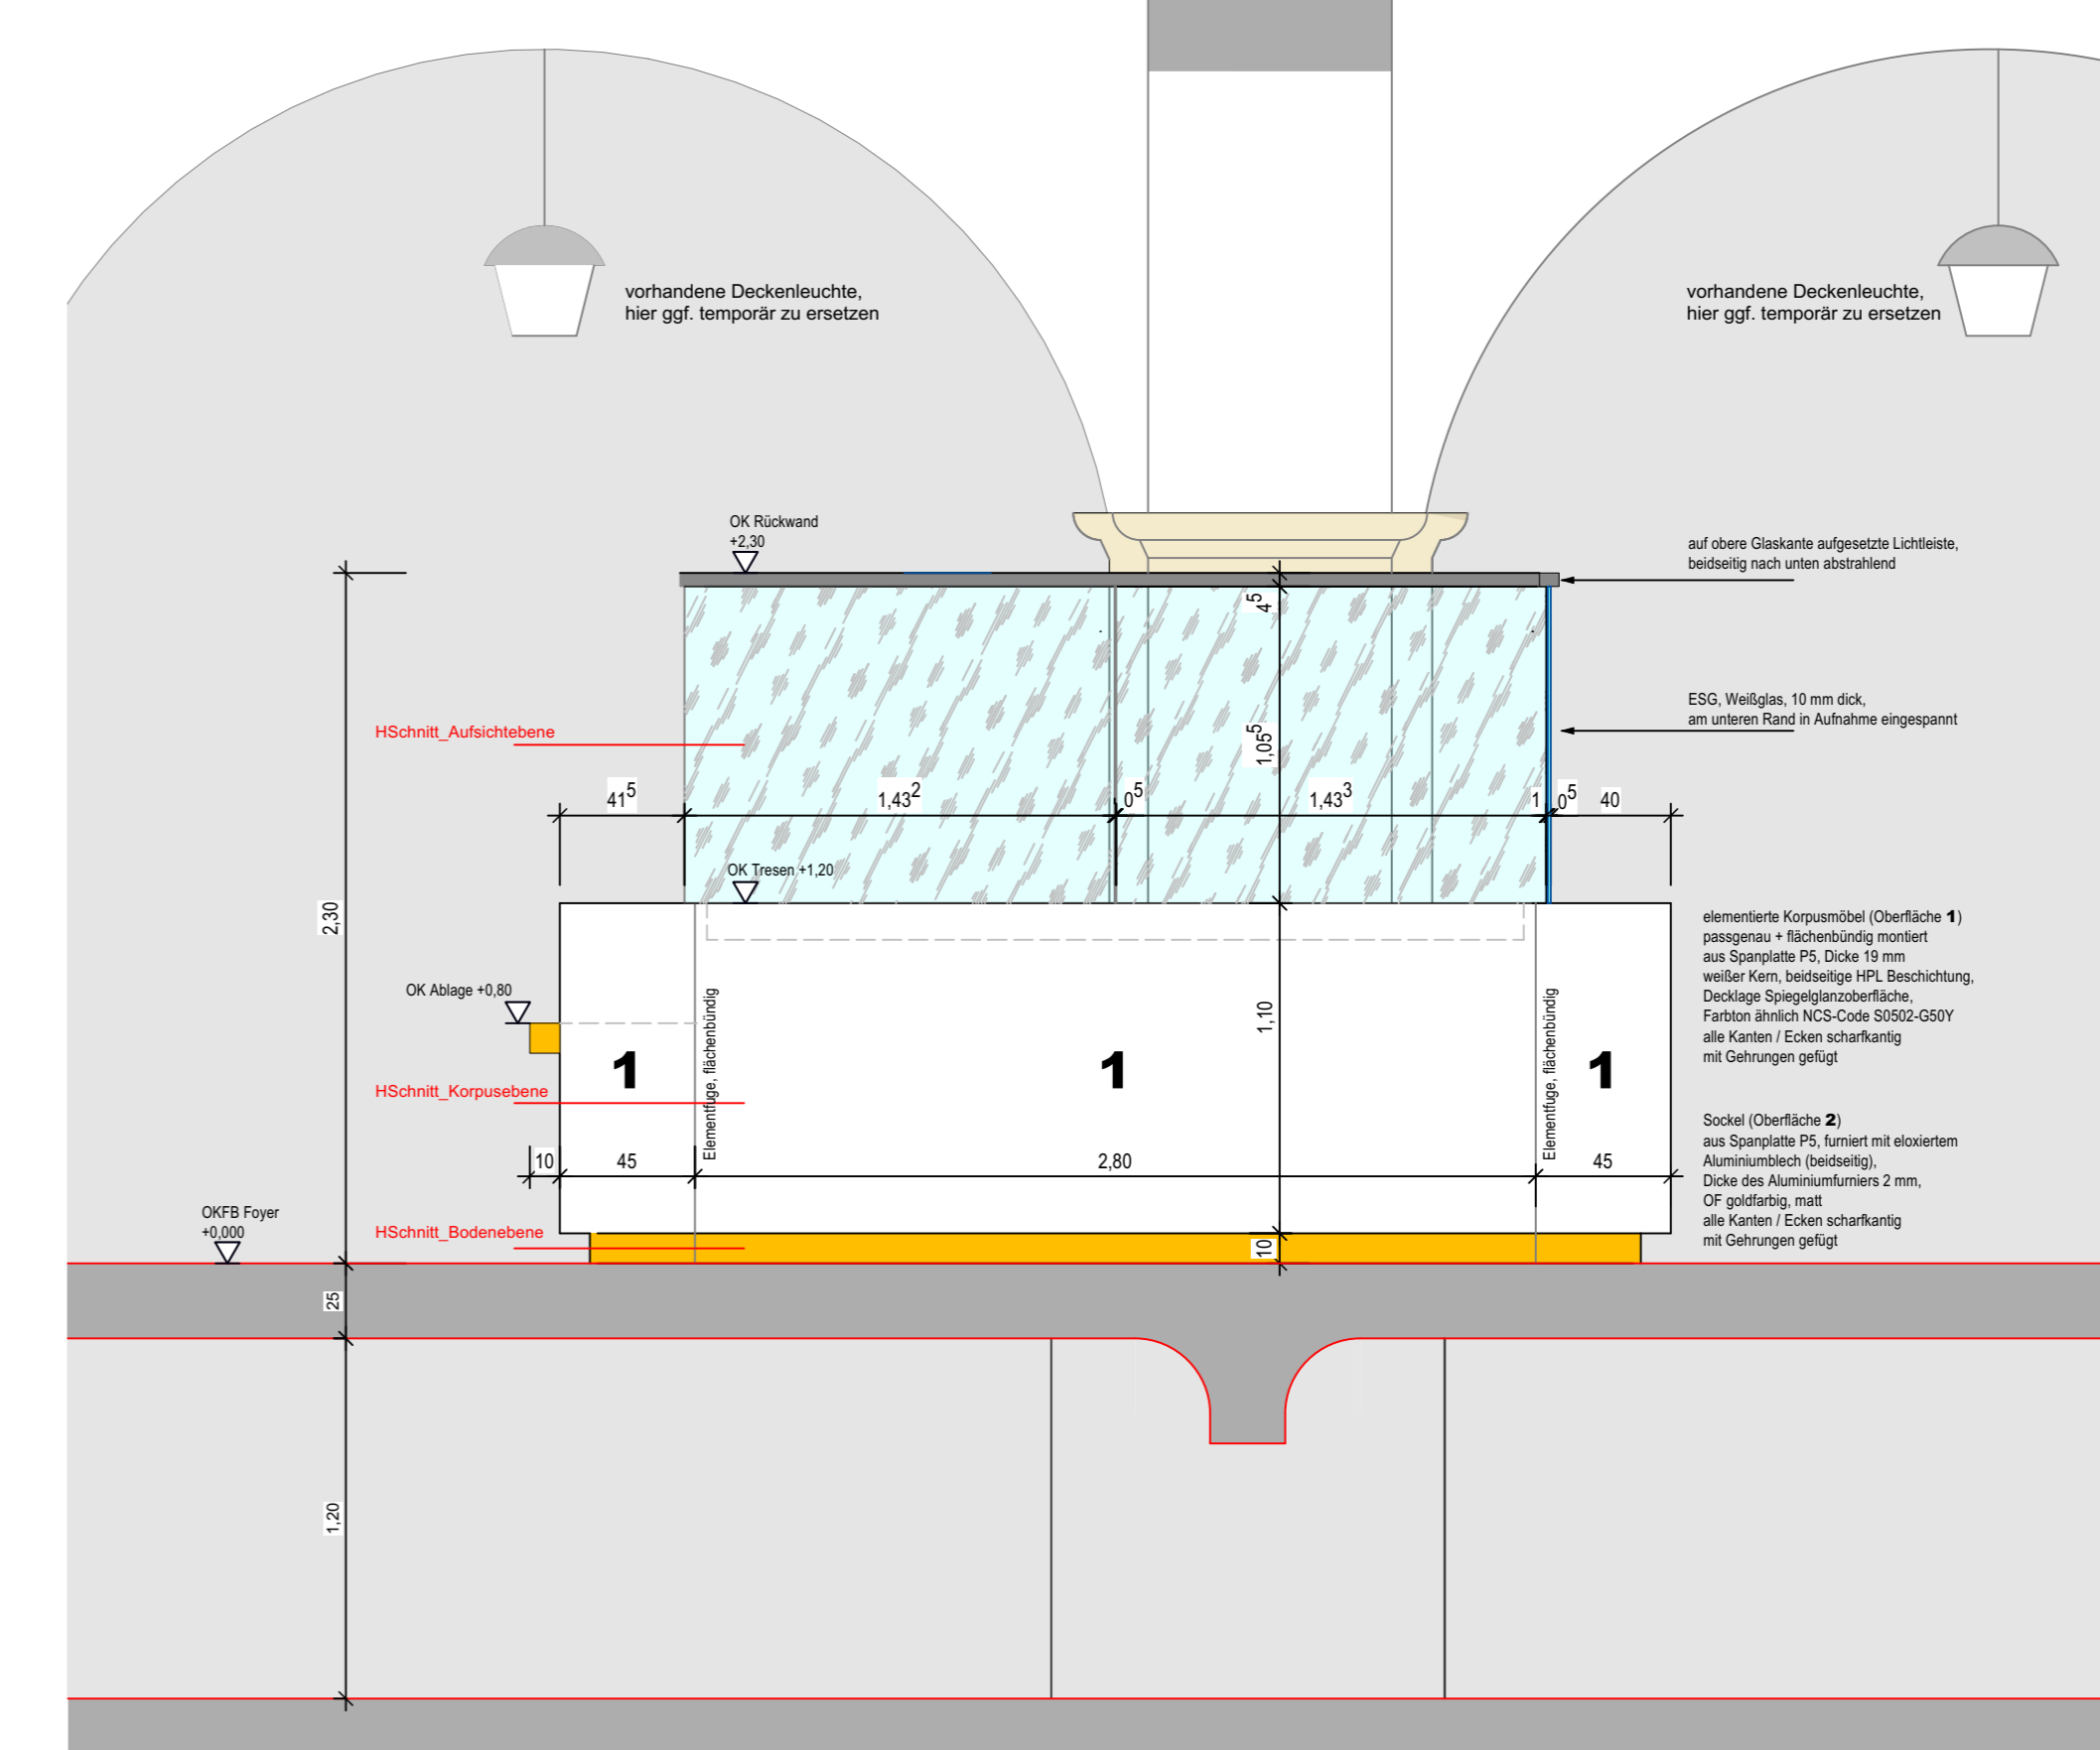 vorhandene Deckenleuchte,
hier ggf. temporär zu ersetzen
vorhandene Deckenleuchte,
hier ggf. temporär zu ersetzen
OK Rückwand
+2,30
auf obere Glaskante aufgesetzte Lichtleiste,
beidseitig nach unten abstrahlend
4⁵
ESG, Weißglas, 10 mm dick,
am unteren Rand in Aufnahme eingespannt
HSchnitt_Aufsichtebene
1,05⁵
41⁵
1,43²
0⁵
1,43³
1
0⁵
40
OK Tresen +1,20
2,30
elementierte Korpusmöbel (Oberfläche 1)
passgenau + flächenbündig montiert
aus Spanplatte P5, Dicke 19 mm
weißer Kern, beidseitige HPL Beschichtung,
Decklage Spiegelglanzoberfläche,
Farbton ähnlich NCS-Code S0502-G50Y
alle Kanten / Ecken scharfkantig
mit Gehrungen gefügt
OK Ablage +0,80
Elementfuge, flächenbündig
1,10
Elementfuge, flächenbündig
1
1
1
HSchnitt_Korpusebene
10
45
2,80
45
Sockel (Oberfläche 2)
aus Spanplatte P5, furniert mit eloxiertem
Aluminiumblech (beidseitig),
Dicke des Aluminiumfurniers 2 mm,
OF goldfarbig, matt
alle Kanten / Ecken scharfkantig
mit Gehrungen gefügt
OKFB Foyer
+0,000
HSchnitt_Bodenebene
10
25
1,20